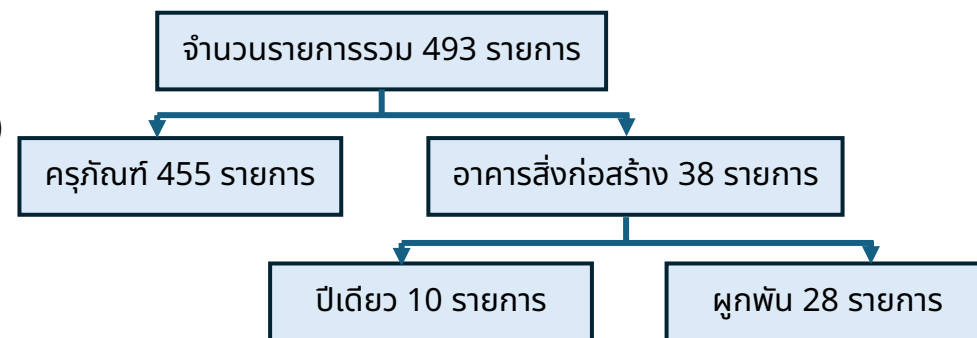 จำนวนรายการรวม 493 รายการ
)
ครุภัณฑ์ 455 รายการ
อาคารสิ่งก่อสร้าง 38 รายการ
ปีเดียว 10 รายการ
ผูกพัน 28 รายการ